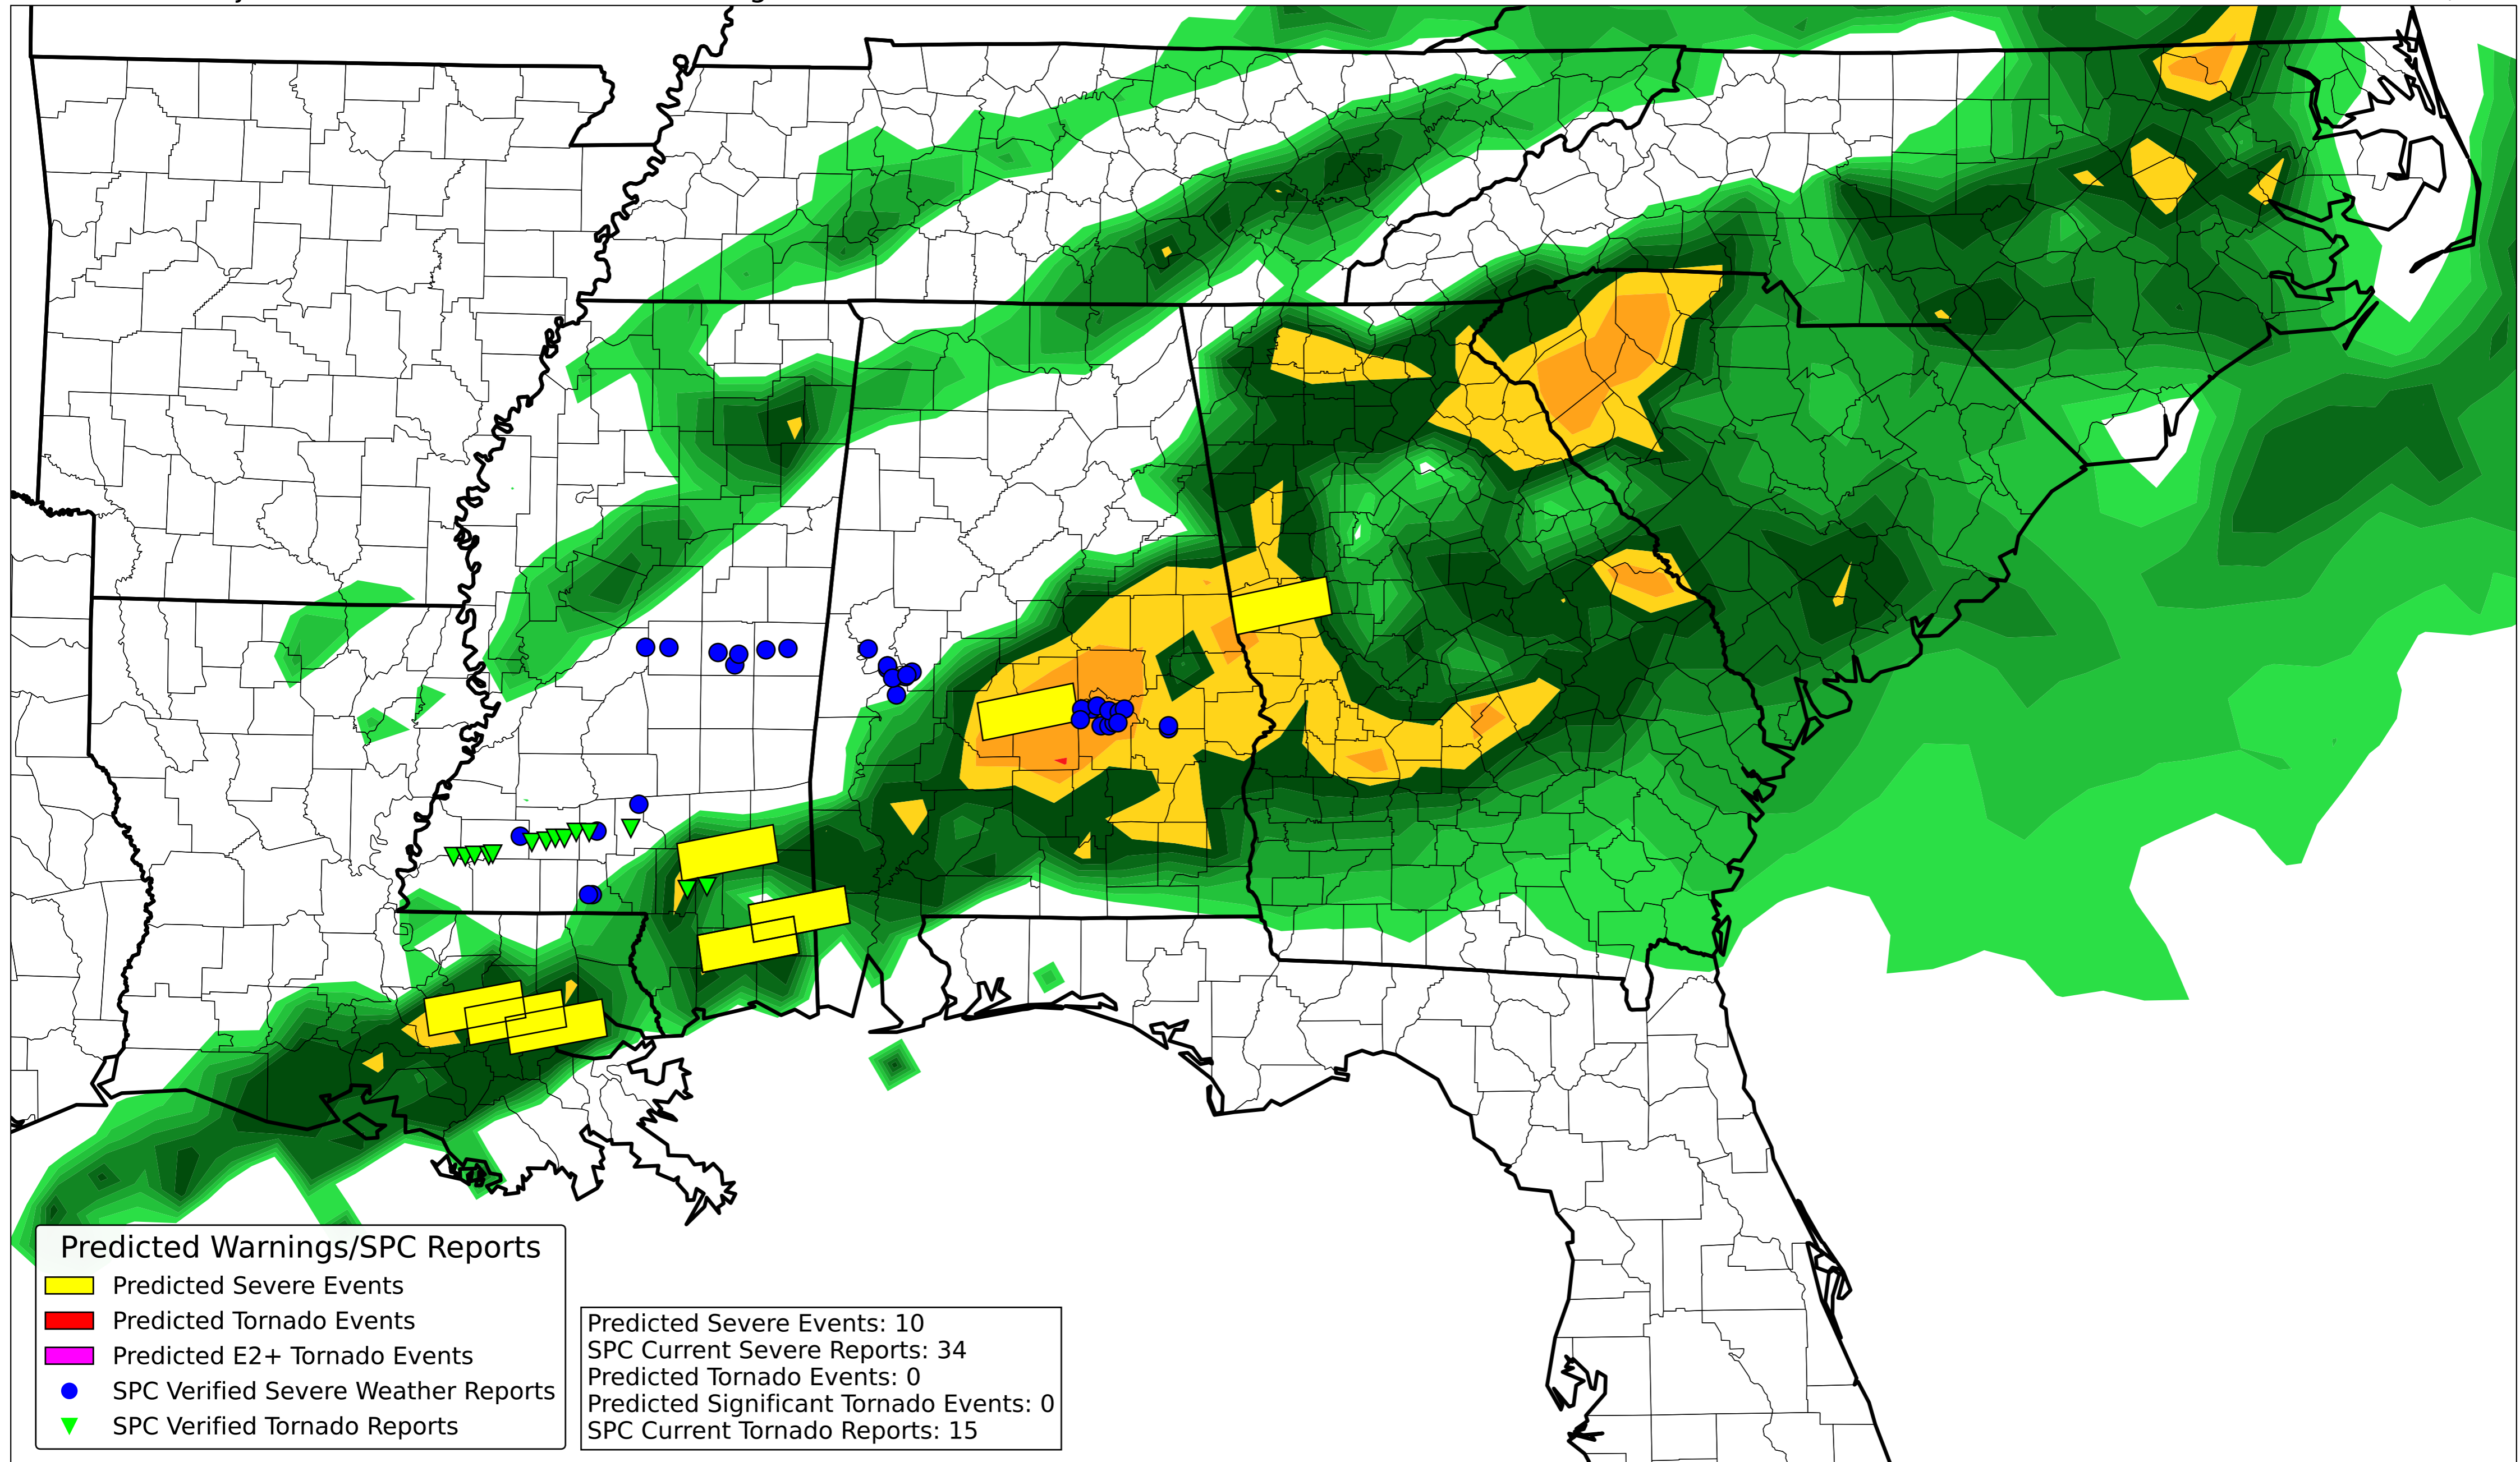 Predicted Warnings/SPC Reports
Predicted Severe Events
Predicted Tornado Events
Predicted E2+ Tornado Events
SPC Verified Severe Weather Reports
SPC Verified Tornado Reports
Predicted Severe Events: 10
SPC Current Severe Reports: 34
Predicted Tornado Events: 0
Predicted Significant Tornado Events: 0
SPC Current Tornado Reports: 15